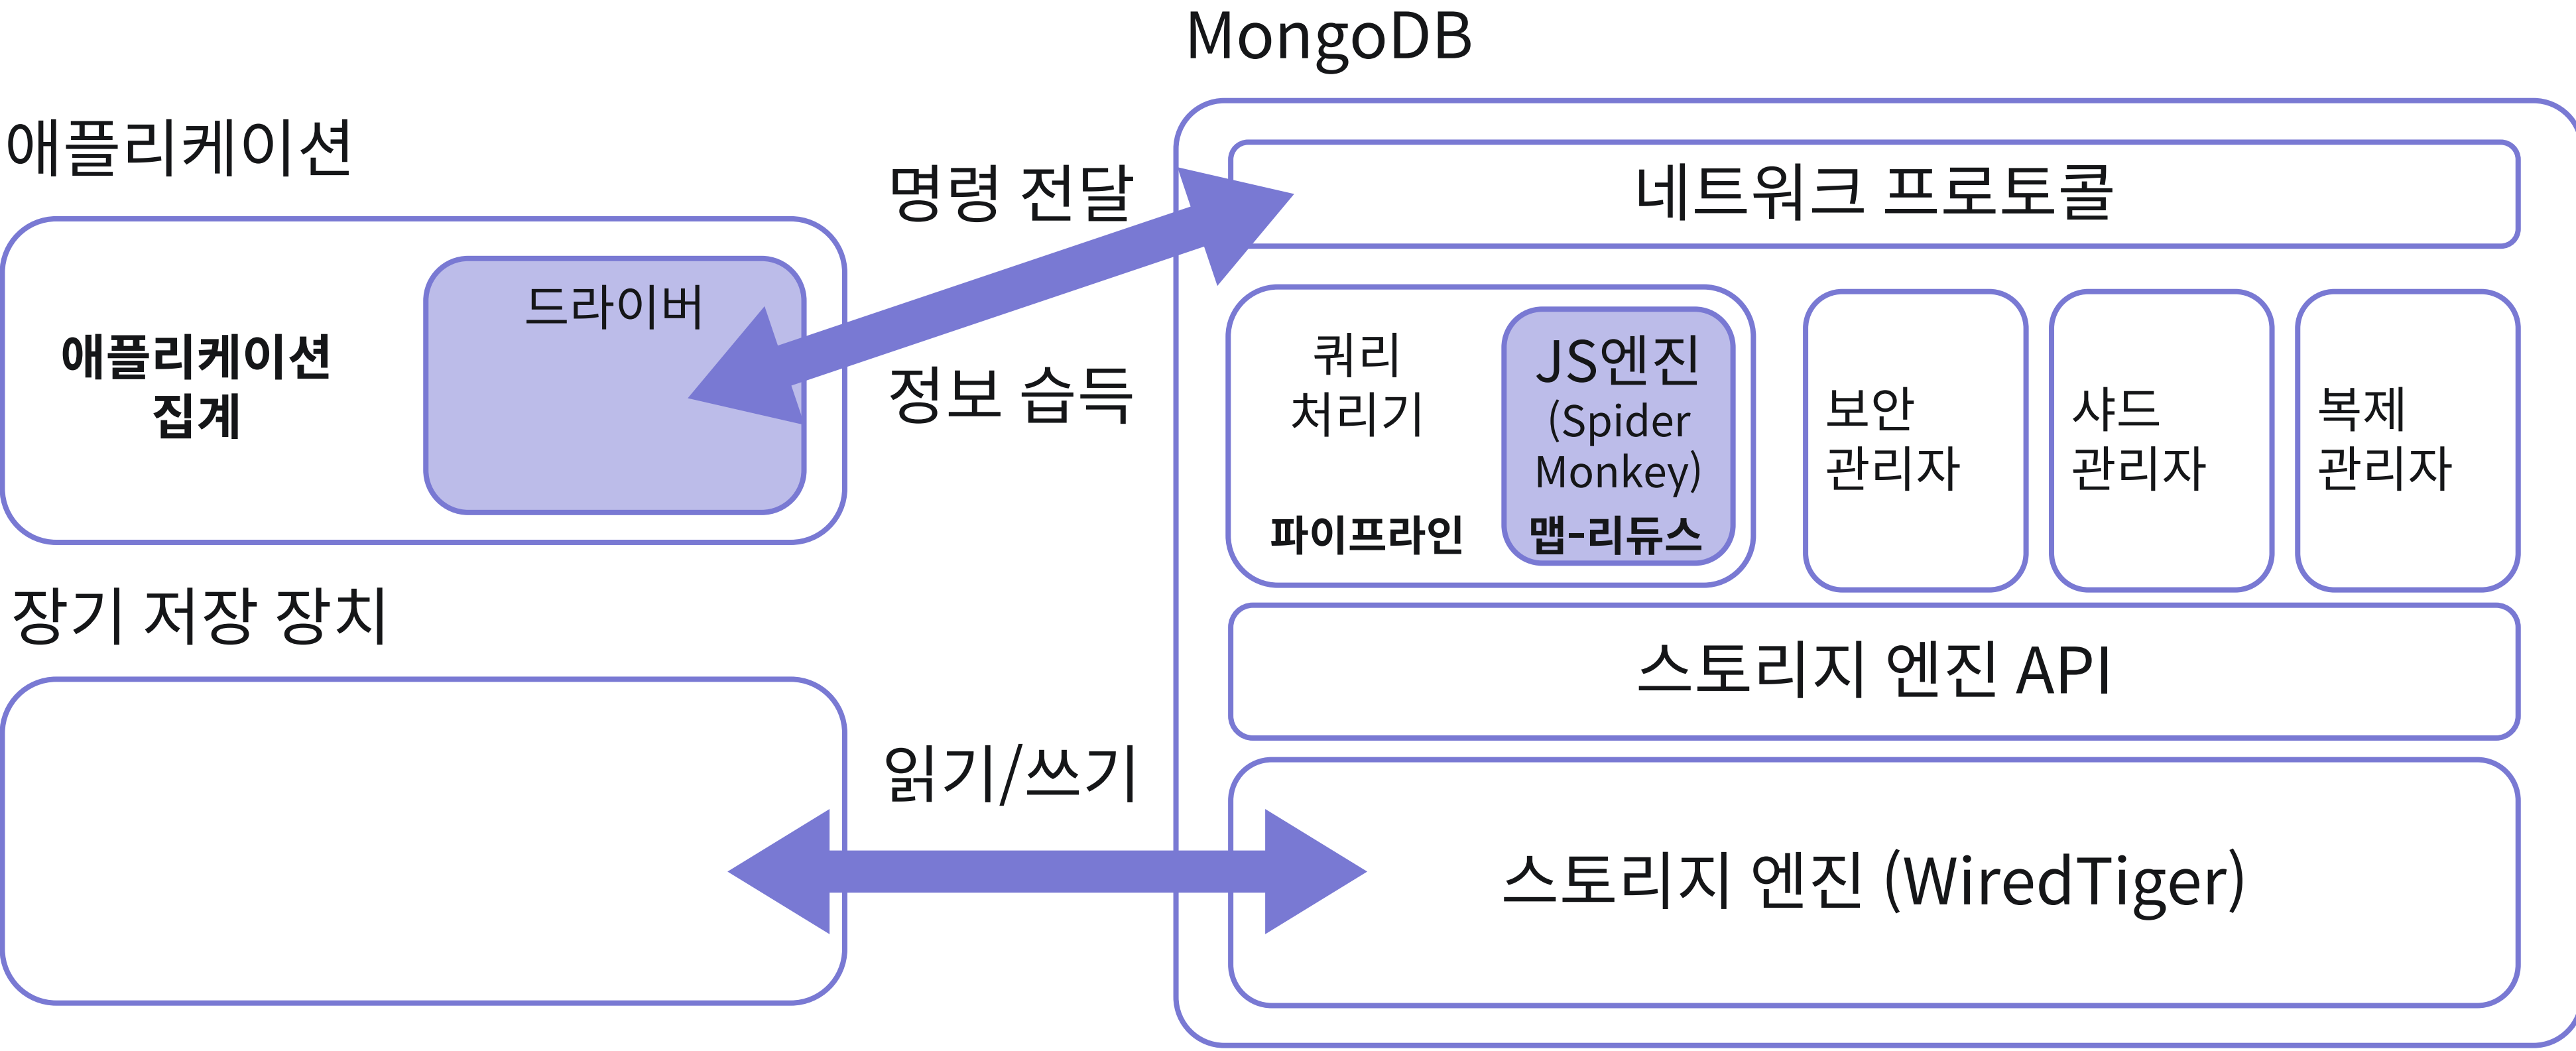 MongoDB
애플리케이션
명령 전달
네트워크 프로토콜
드라이버
애플리케이션
집계
정보 습득
쿼리
처리기
파이프라인
JS엔진
(Spider
Monkey)
맵-리듀스
보안
관리자
샤드
관리자
복제
관리자
장기 저장 장치
스토리지 엔진 API
읽기/쓰기
스토리지 엔진 (WiredTiger)